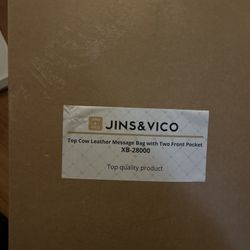 JINS&VICO
Top Cow Leather Message Bag with Two Front Pocket
XB-28000
Top quality product